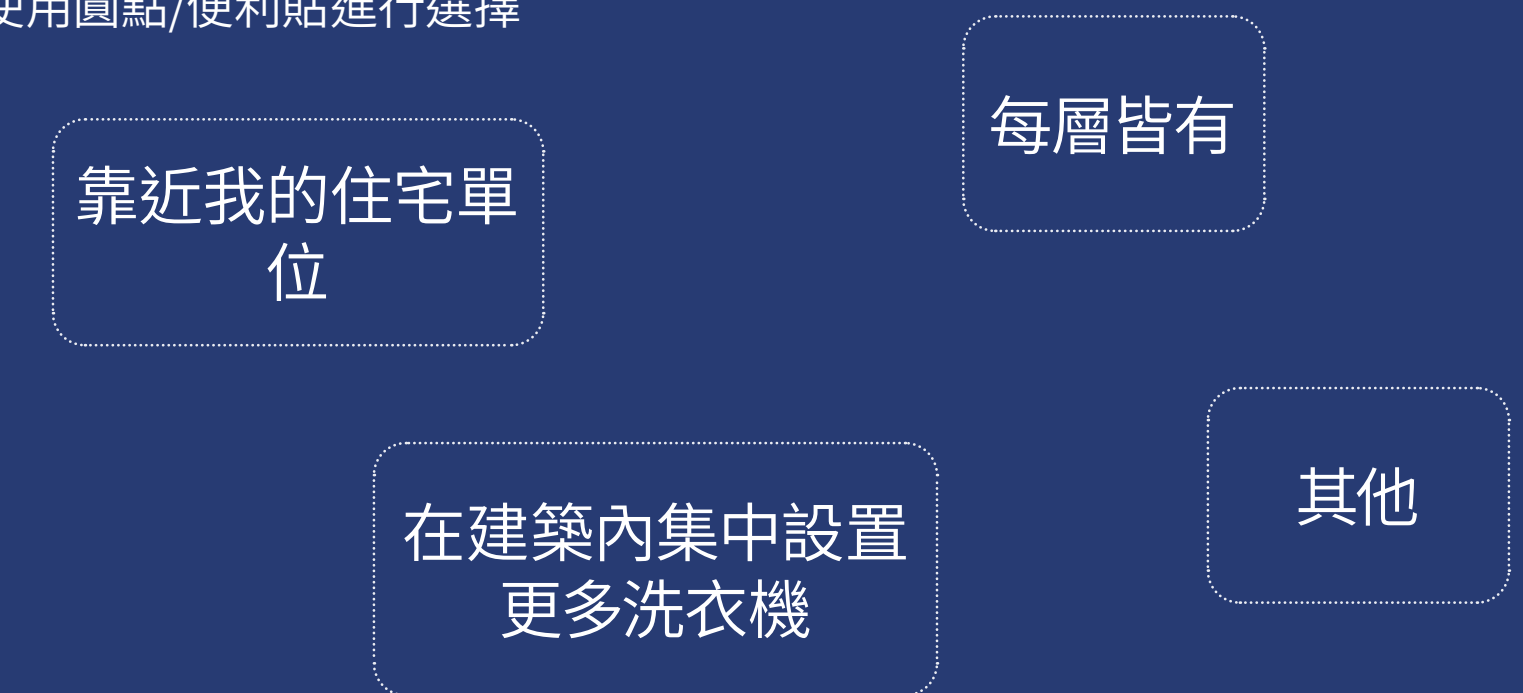 使用圓點/便利貼進行選擇
每層皆有
靠近我的住宅單
位
其他
在建築內集中設置
更多洗衣機